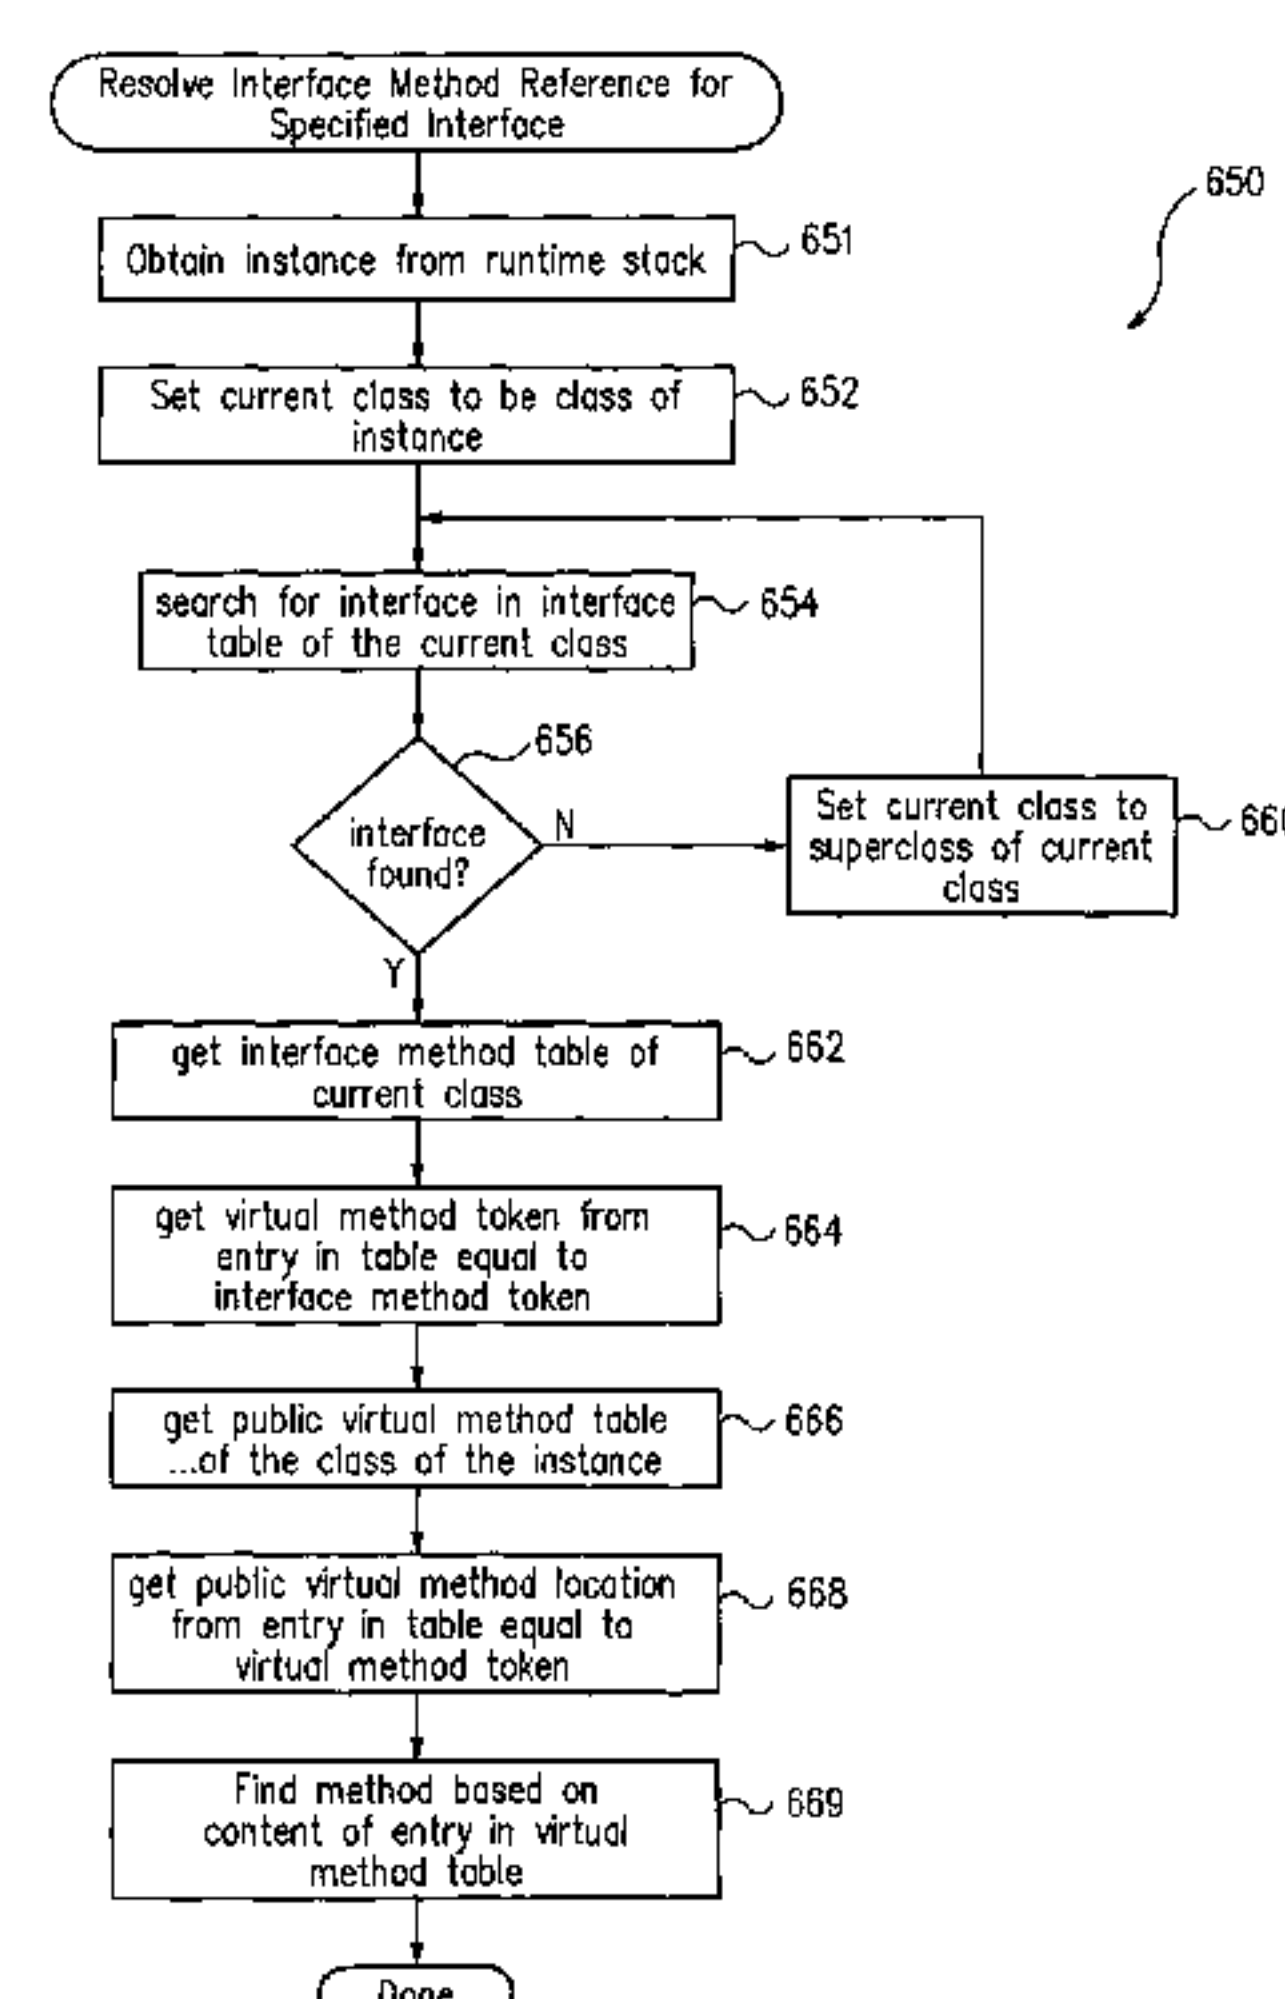 Resolve Interface Method Reference for
Specified Interface
650
Obtain instance from runtime stack
651
Set current class to be class of
instance
652
search for interface in interface
table of the current class
654
656
interface
found?
N
Y
Set current class to
superclass of current
class
get interface method table of
current class
662
get virtual method token from
entry in table equal to
interface method token
664
get public virtual method table
...of the class of the instance
666
get public virtual method location
from entry in table equal to
virtual method token
668
Find method based on
content of entry in virtual
method table
669
Done